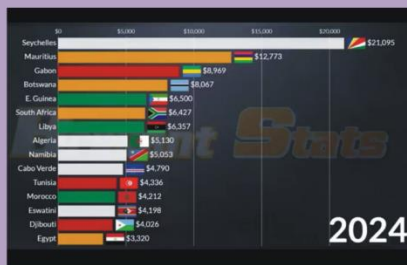 $0 $5,000 $10,000 $15,000 $20,000
Seychelles $21,095
Mauritius $12,773
Gabon $8,969
Botswana $8,067
E. Guinea $6,500
South Africa $6,427
Libya $6,357
Algeria $5,130
Namibia $5,053
Cabo Verde $4,790
Tunisia $4,336
Morocco $4,212
Eswatini $4,198
Djibouti $4,026
Egypt $3,320
Stats
2024